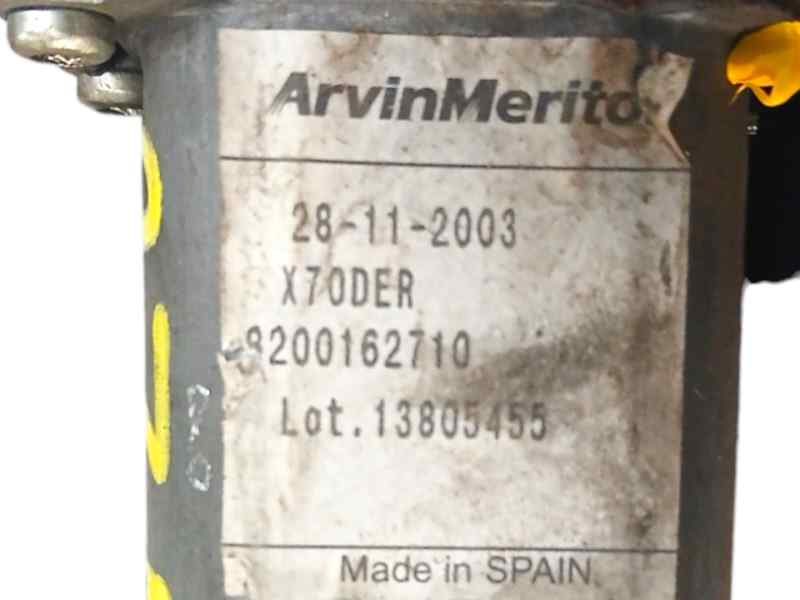 ArvinMerito
28-11-2003
X70DER
8200162710
Lot.13805455
Made in SPAIN